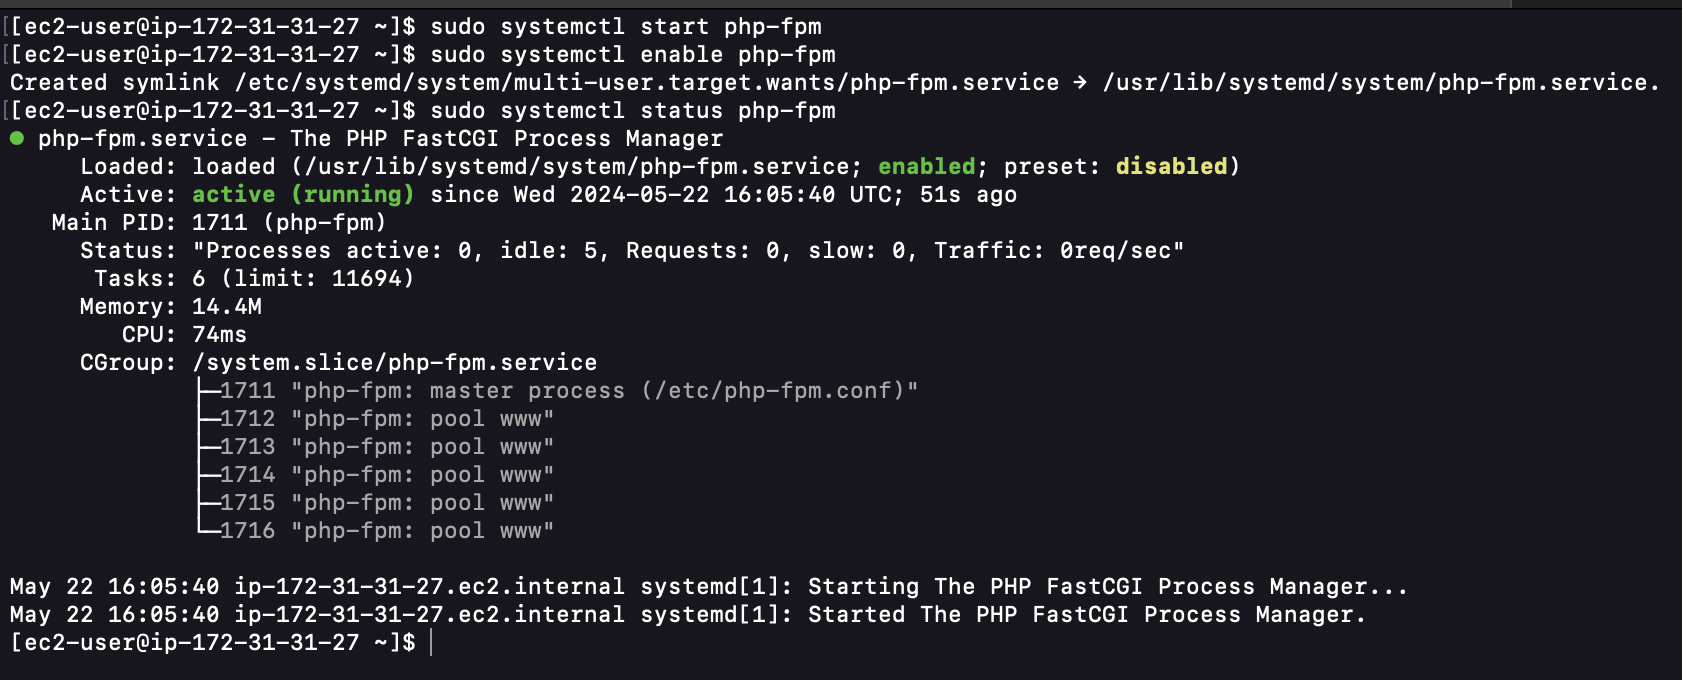 [[ec2-user@ip-172-31-31-27 ~]$ sudo systemctl start php-fpm
[[ec2-user@ip-172-31-31-27 ~]$ sudo systemctl enable php-fpm
Created symlink /etc/systemd/system/multi-user.target.wants/php-fpm.service → /usr/lib/systemd/system/php-fpm.service.
[[ec2-user@ip-172-31-31-27 ~]$ sudo systemctl status php-fpm
● php-fpm.service - The PHP FastCGI Process Manager
     Loaded: loaded (/usr/lib/systemd/system/php-fpm.service; enabled; preset: disabled)
     Active: active (running) since Wed 2024-05-22 16:05:40 UTC; 51s ago
   Main PID: 1711 (php-fpm)
     Status: "Processes active: 0, idle: 5, Requests: 0, slow: 0, Traffic: 0req/sec"
      Tasks: 6 (limit: 11694)
     Memory: 14.4M
        CPU: 74ms
     CGroup: /system.slice/php-fpm.service
             ├─1711 "php-fpm: master process (/etc/php-fpm.conf)"
             ├─1712 "php-fpm: pool www"
             ├─1713 "php-fpm: pool www"
             ├─1714 "php-fpm: pool www"
             ├─1715 "php-fpm: pool www"
             └─1716 "php-fpm: pool www"

May 22 16:05:40 ip-172-31-31-27.ec2.internal systemd[1]: Starting The PHP FastCGI Process Manager...
May 22 16:05:40 ip-172-31-31-27.ec2.internal systemd[1]: Started The PHP FastCGI Process Manager.
[ec2-user@ip-172-31-31-27 ~]$